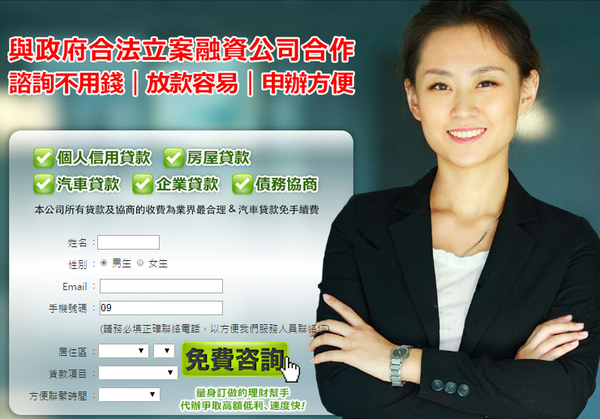 與政府合法立案融資公司合作
諮詢不用錢｜放款容易｜申辦方便
個人信用貸款 房屋貸款
汽車貸款 企業貸款 債務協商
本公司所有貸款及協商的收費為業界最合理 & 汽車貸款免手續費
姓名：
性別： 男生 女生
Email：
手機號碼： 09
(請務必填正確聯絡電話，以方便我們服務人員聯絡你)
居住區：
貸款項目：
方便聯繫時間：
免費咨詢
量身訂做的理財幫手
代辦爭取高額低利、速度快!